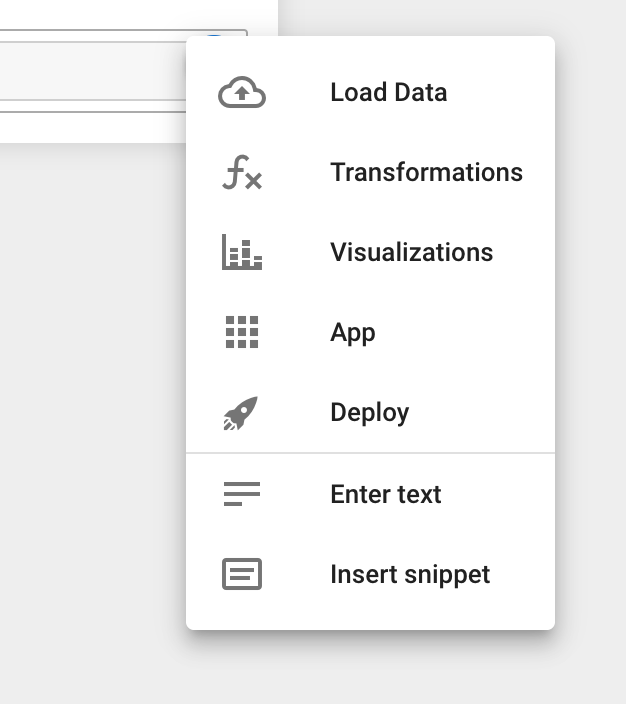 Load Data
Transformations
Visualizations
App
Deploy
Enter text
Insert snippet